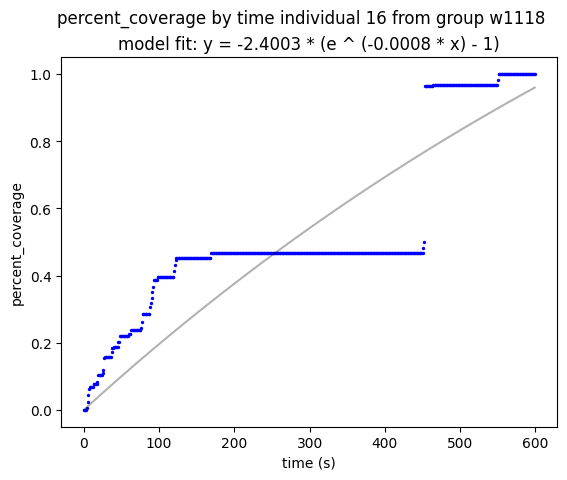 percent_coverage by time individual 16 from group w1118
model fit: y = -2.4003 * (e ^ (-0.0008 * x) - 1)
1.0
0.8
0.6
0.4
0.2
0.0
percent_coverage
0 100 200 300 400 500 600
time (s)